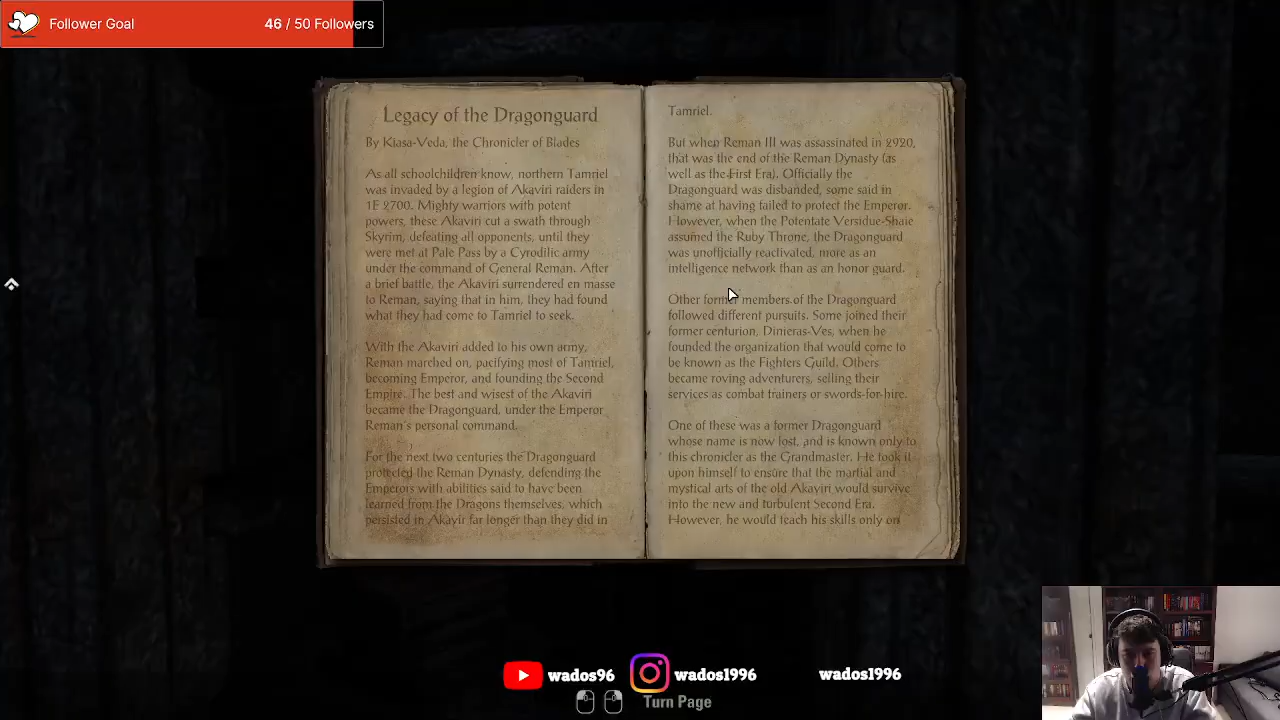 Follower Goal
46 / 50 Followers
Legacy of the Dragonguard
By Kiasa-Veda, the Chronicler of Blades
As all schoolchildren know, northern Tamriel
was invaded by a legion of Akaviri raiders in
1E 2700. Mighty warriors with potent
powers, these Akaviri cut a swath through
Skyrim, defeating all opponents, until they
were met at Pale Pass by a Cyrodilic army
under the command of General Reman. After
a brief battle, the Akaviri surrendered en masse
to Reman, saying that in him, they had found
what they had come to Tamriel to seek.
With the Akaviri added to his own army,
Reman marched on, pacifying most of Tamriel,
becoming Emperor, and founding the Second
Empire. The best and wisest of the Akaviri
became the Dragonguard, under the Emperor
Reman's personal command.
For the next two centuries the Dragonguard
protected the Reman Dynasty, defending the
Emperors with abilities said to have been
learned from the Dragons themselves, which
persisted in Akavir far longer than they did in
Tamriel.
But when Reman III was assassinated in 2920,
that was the end of the Reman Dynasty (as
well as the First Era). Officially the
Dragonguard was disbanded, some said in
shame at having failed to protect the Emperor.
However, when the Potentate Versidue-Shaie
assumed the Ruby Throne, the Dragonguard
was unofficially reactivated, more as an
intelligence network than as an honor guard.
Other former members of the Dragonguard
followed different pursuits. Some joined their
former centurion, Dinieras-Ves, when he
founded the organization that would come to
be known as the Fighters Guild. Others
became roving adventurers, selling their
services as combat trainers or swords-for-hire.
One of these was a former Dragonguard
whose name is now lost, and is known only to
this chronicler as the Grandmaster. He took it
upon himself to ensure that the martial and
mystical arts of the old Akaviri would survive
into the new and turbulent Second Era.
However, he would teach his skills only on
wados96
wados1996
wados1996
Turn Page